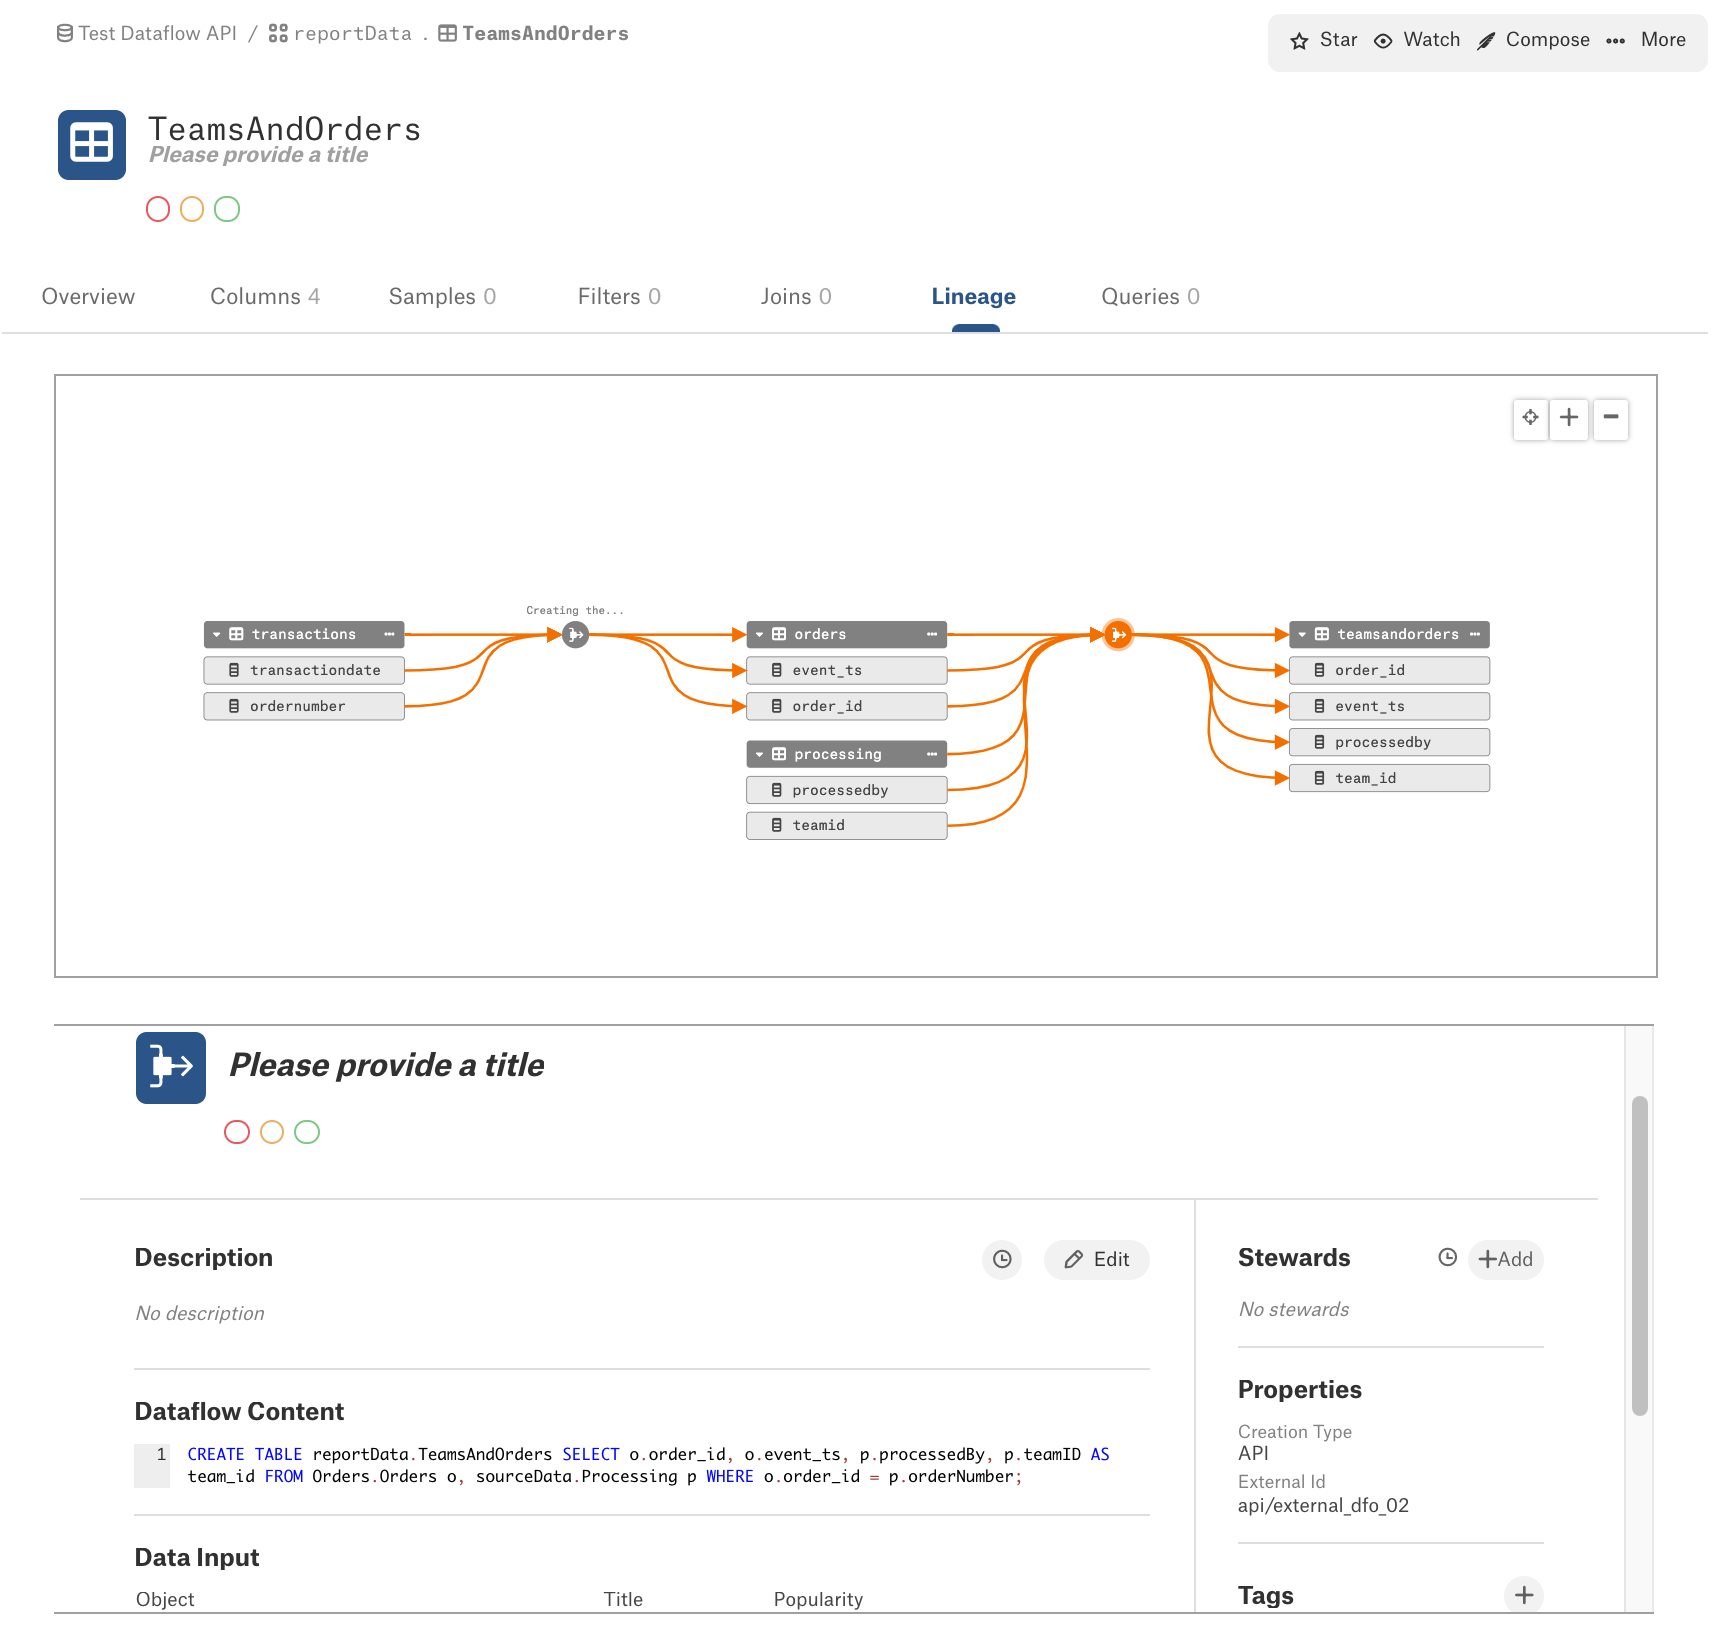 Test Dataflow API / reportData . TeamsAndOrders
Star Watch Compose More
TeamsAndOrders
Please provide a title
Overview Columns 4 Samples 0 Filters 0 Joins 0 Lineage Queries 0
Creating the...
transactions
transactiondate
ordernumber
orders
event_ts
order_id
processing
processedby
teamid
teamsandorders
order_id
event_ts
processedby
team_id
Please provide a title
Description
Edit
No description
Dataflow Content
1 CREATE TABLE reportData.TeamsAndOrders SELECT o.order_id, o.event_ts, p.processedBy, p.teamID AS
team_id FROM Orders.Orders o, sourceData.Processing p WHERE o.order_id = p.orderNumber;
Data Input
Object Title Popularity
Stewards
Add
No stewards
Properties
Creation Type
API
External Id
api/external_dfo_02
Tags